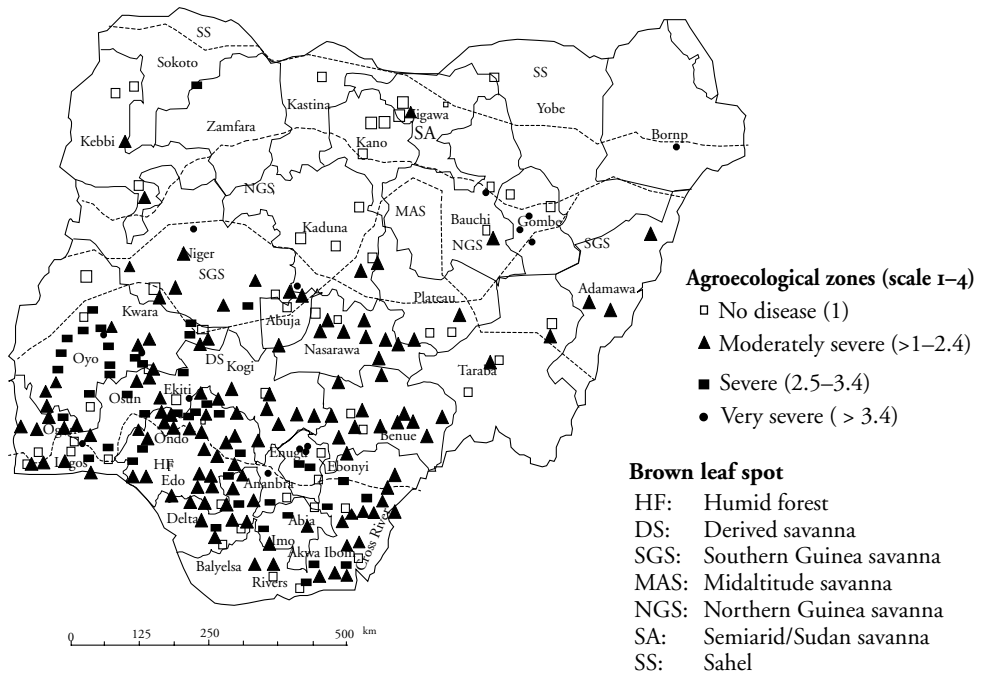 SS
Sokoto
SS
Kastina
Yobe
Zamfara
Jigawa
SA
Bornp
Kebbi
Kano
NGS
MAS
Kaduna
Bauchi
Gombe
NGS
SGS
Niger
SGS
Adamawa
Plateau
Kwara
Abuja
Nasarawa
Oyo
DS
Kogi
Taraba
Ekiti
Osun
Ogun
Ondo
Benue
Lagos
HF
Enugu
Ebonyi
Edo
Ananbra
Delta
Abia
Imo
Cross River
Akwa Ibom
Balyelsa
Rivers
0 125 250 500 km
Agroecological zones (scale 1–4)
No disease (1)
Moderately severe (>1–2.4)
Severe (2.5–3.4)
Very severe ( > 3.4)
Brown leaf spot
HF: Humid forest
DS: Derived savanna
SGS: Southern Guinea savanna
MAS: Midaltitude savanna
NGS: Northern Guinea savanna
SA: Semiarid/Sudan savanna
SS: Sahel